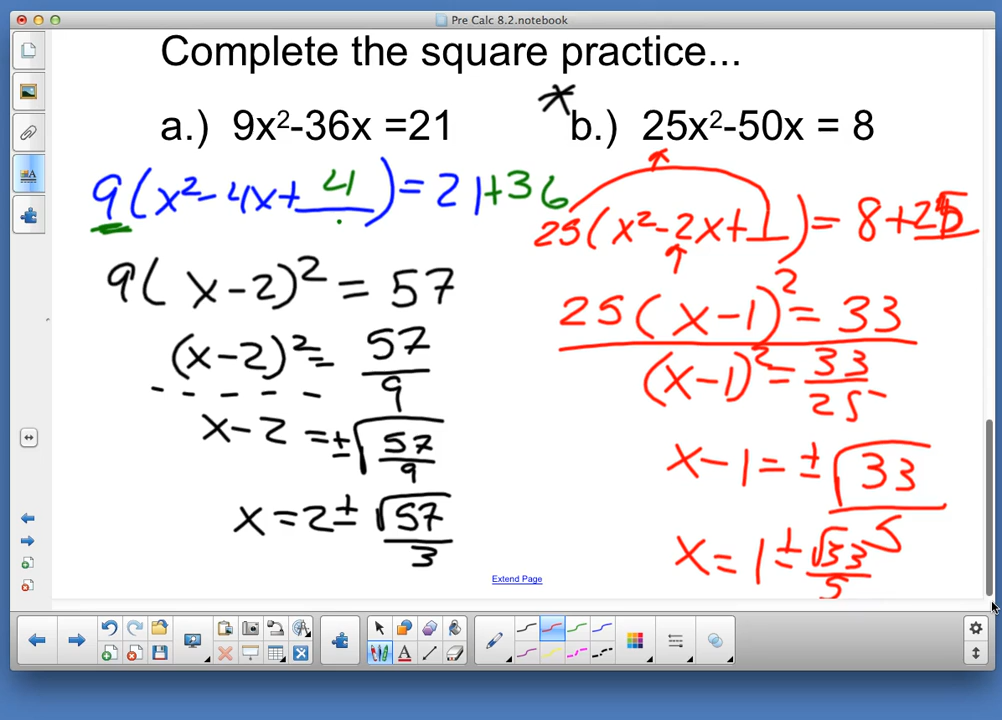 Pre Calc 8.2.notebook
Complete the square practice...
a.) 9x²-36x =21
9(x²-4x+4)=21+36
9(x-2)²=57
(x-2)²=57/9
x-2=±√(57/9)
x=2±√57/3
*b.) 25x²-50x = 8
25(x²-2x+1)=8+25
25(x-1)²=33
(x-1)²=33/25
x-1=±√33/5
x=1±√33/5
Extend Page